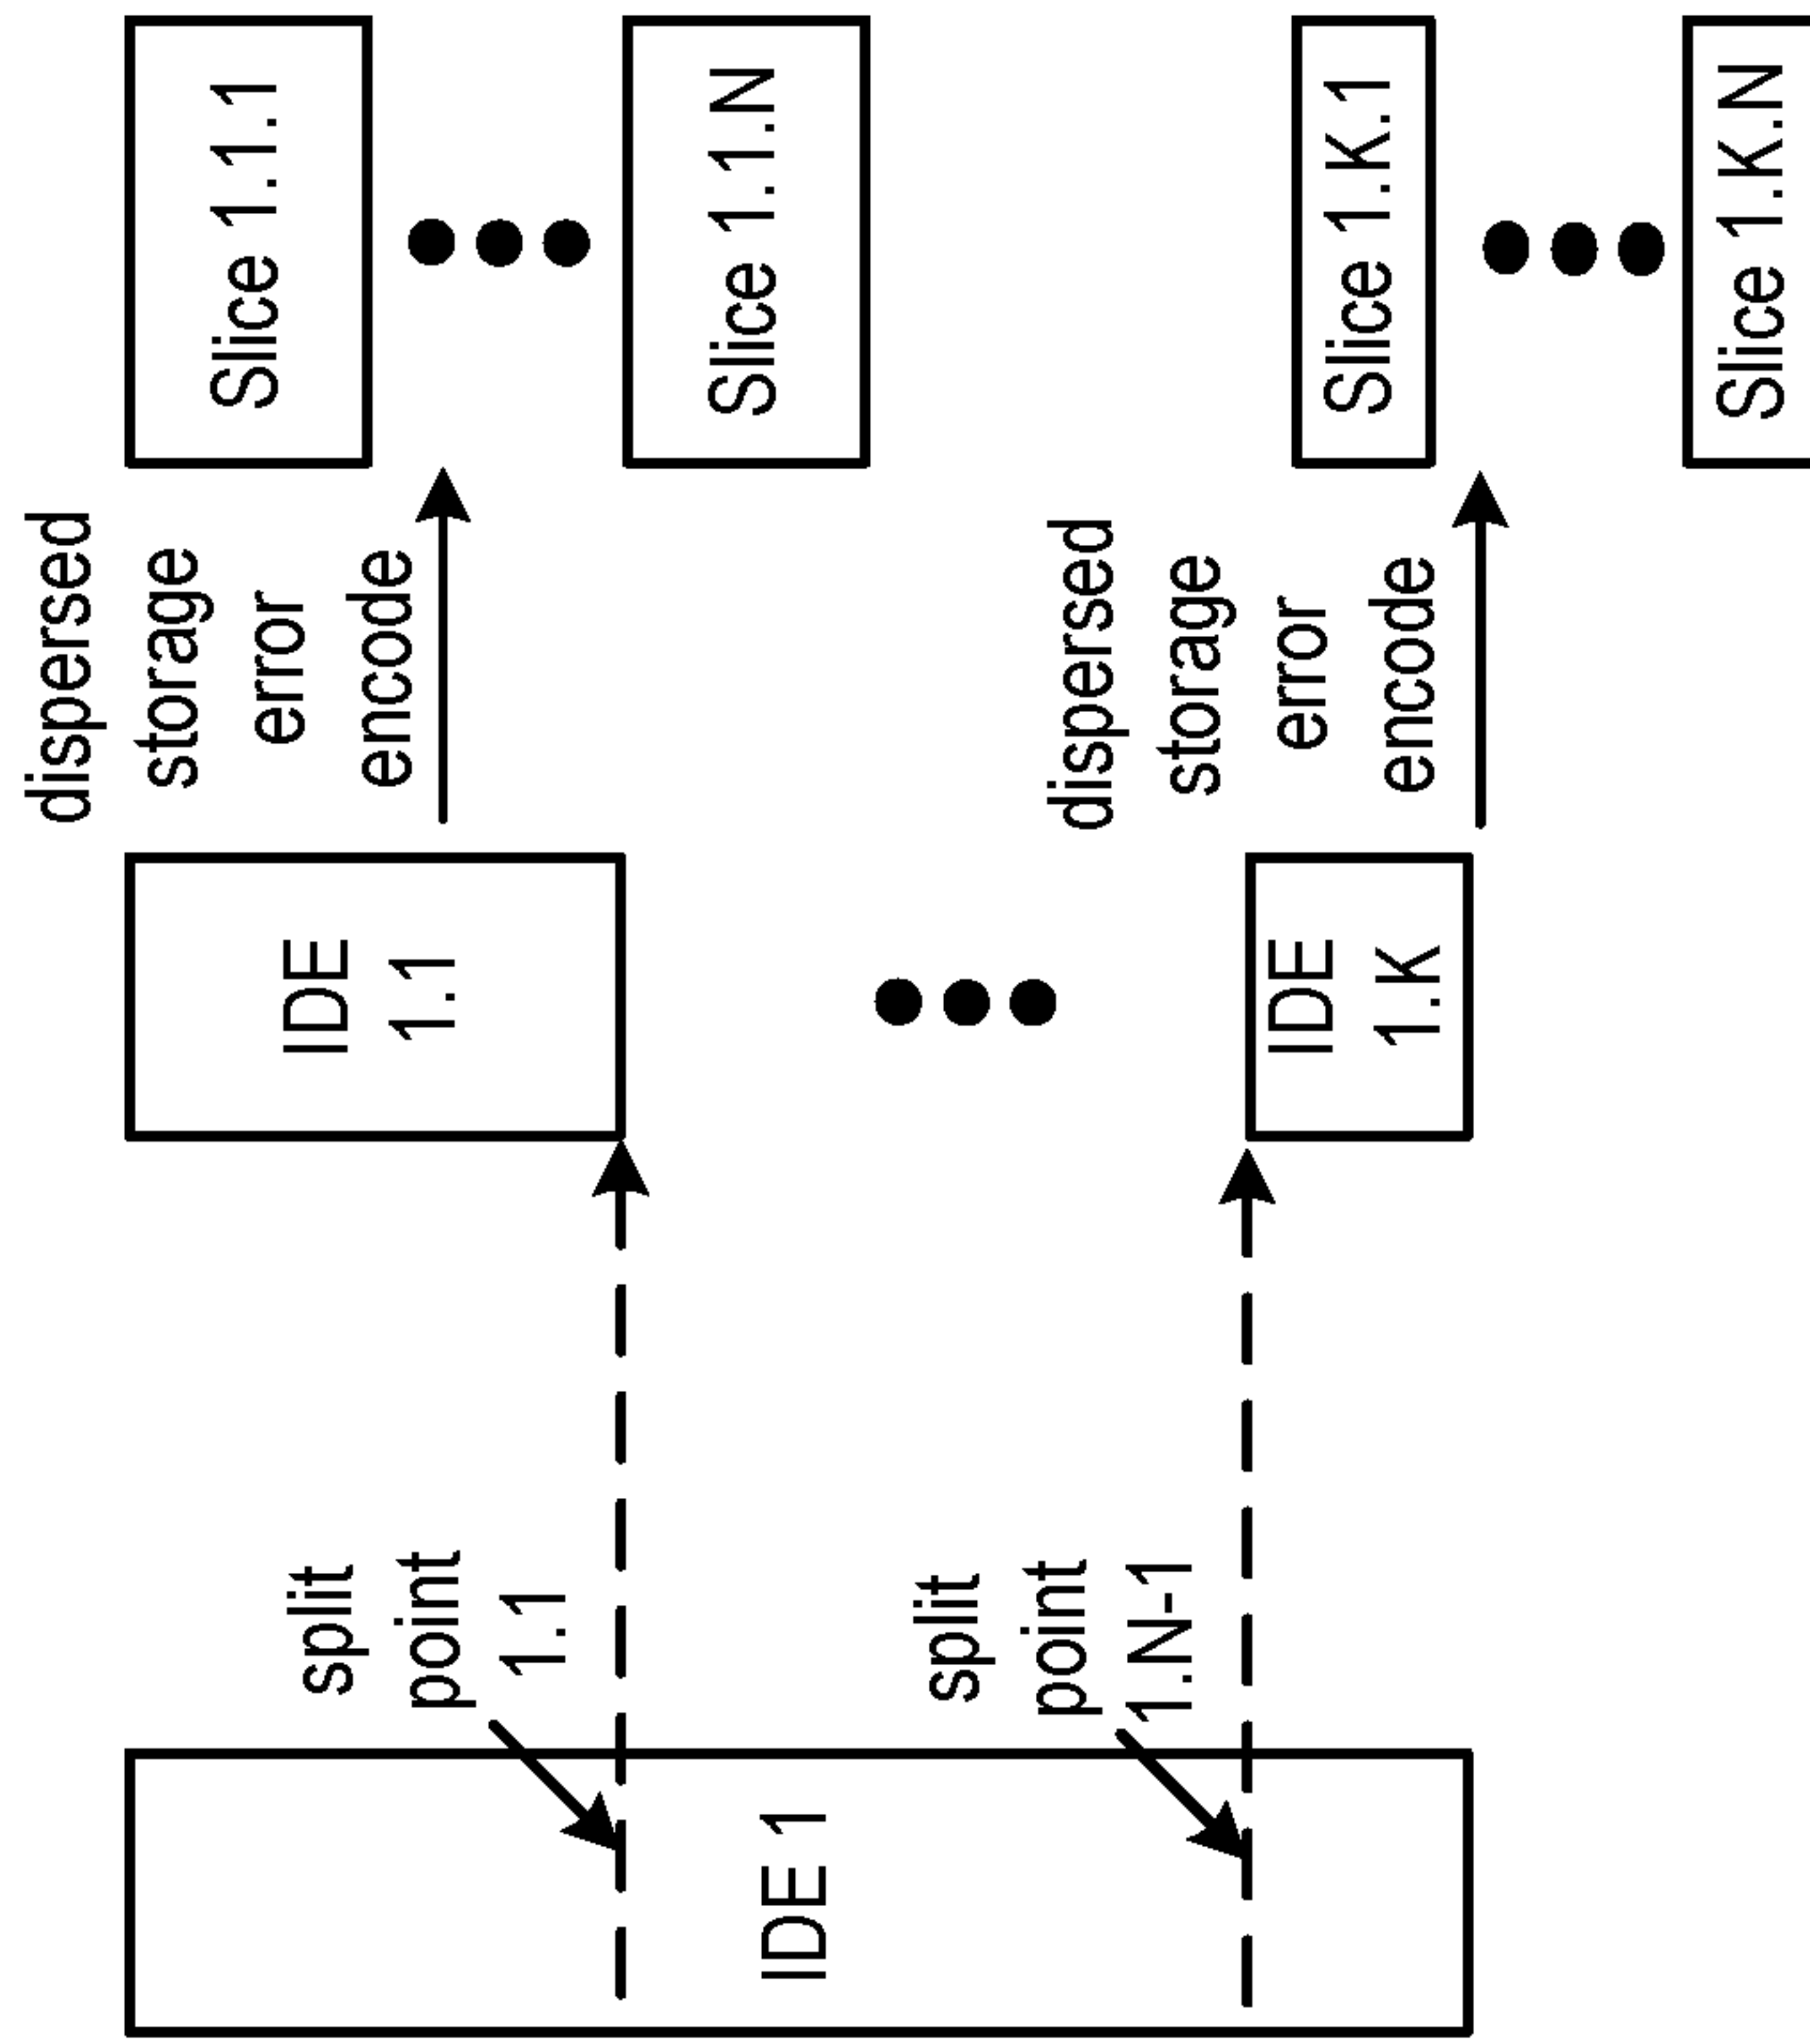 IDE 1
split
point
1.1
split
point
1.N-1
IDE
1.1
IDE
1.K
dispersed
storage
error
encode
dispersed
storage
error
encode
Slice 1.1.1
Slice 1.1.N
Slice 1.K.1
Slice 1.K.N